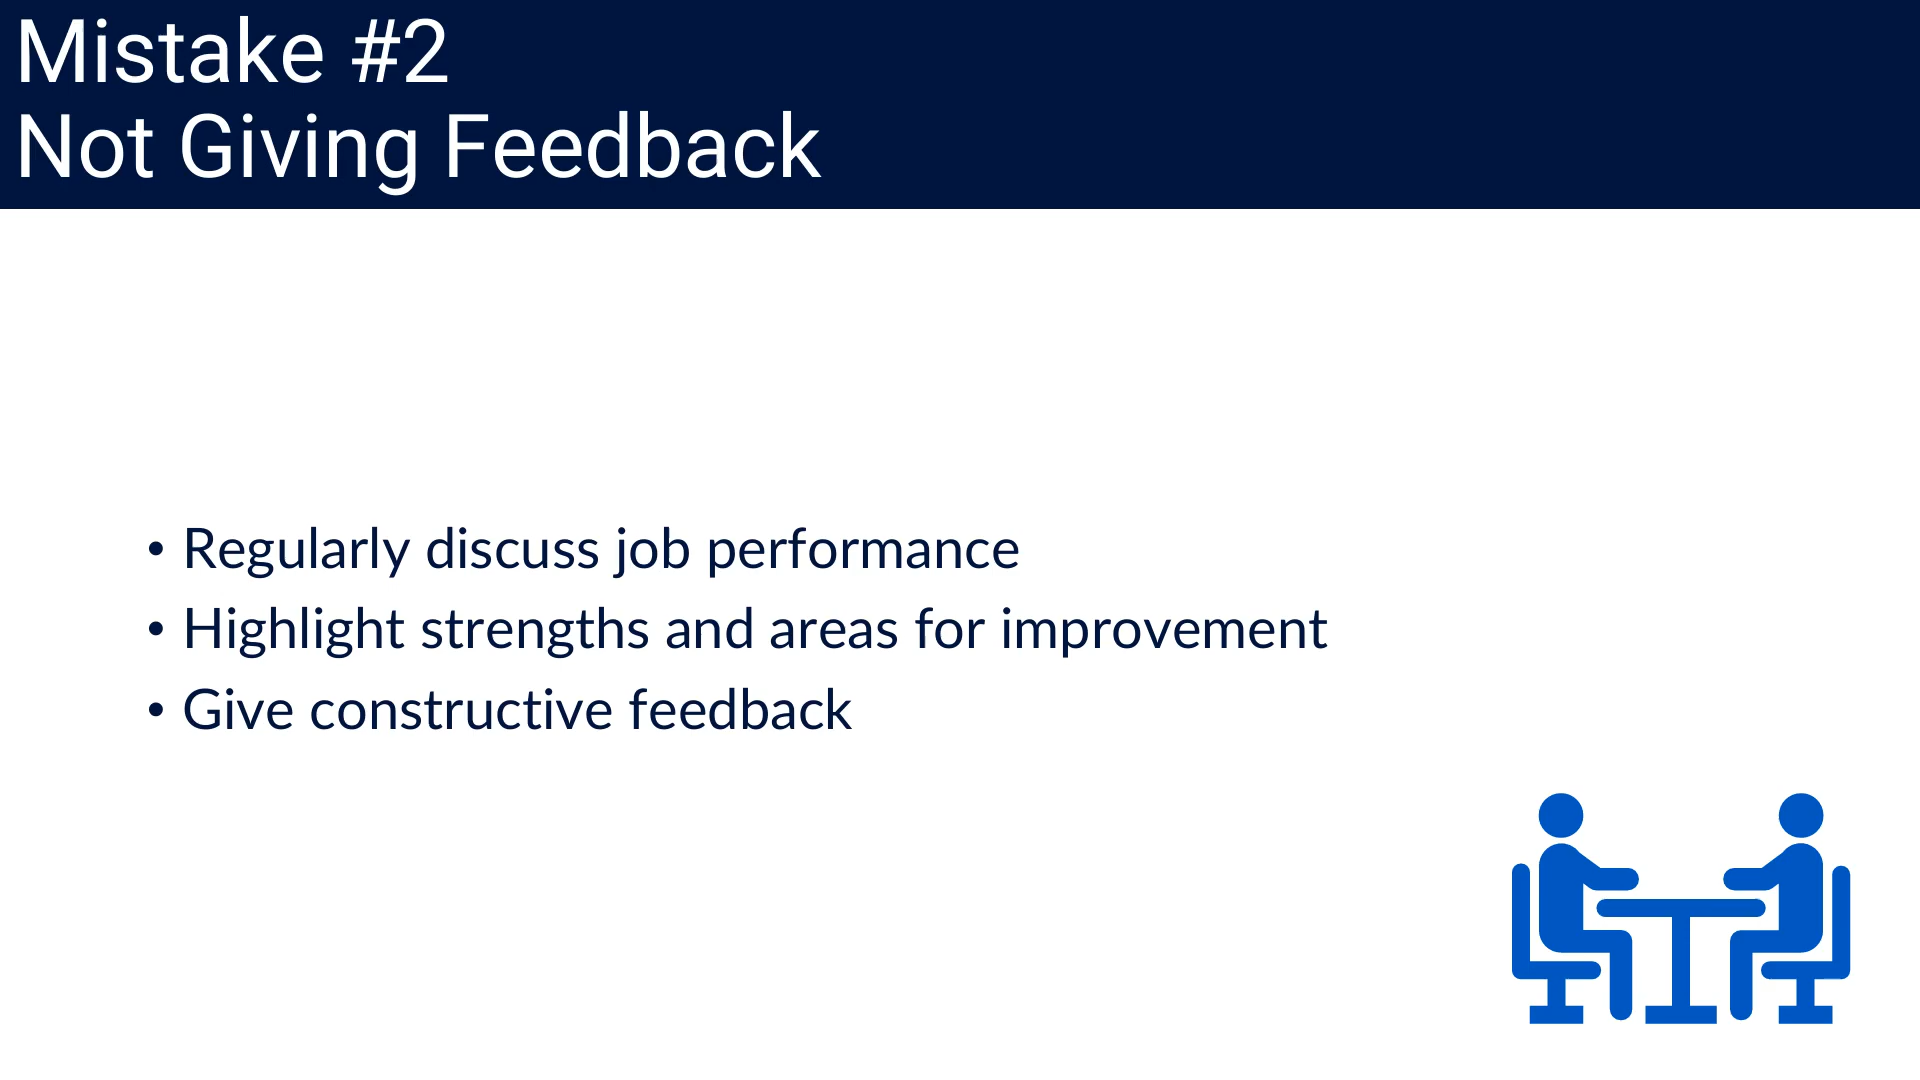 Mistake #2
Not Giving Feedback
• Regularly discuss job performance
• Highlight strengths and areas for improvement
• Give constructive feedback